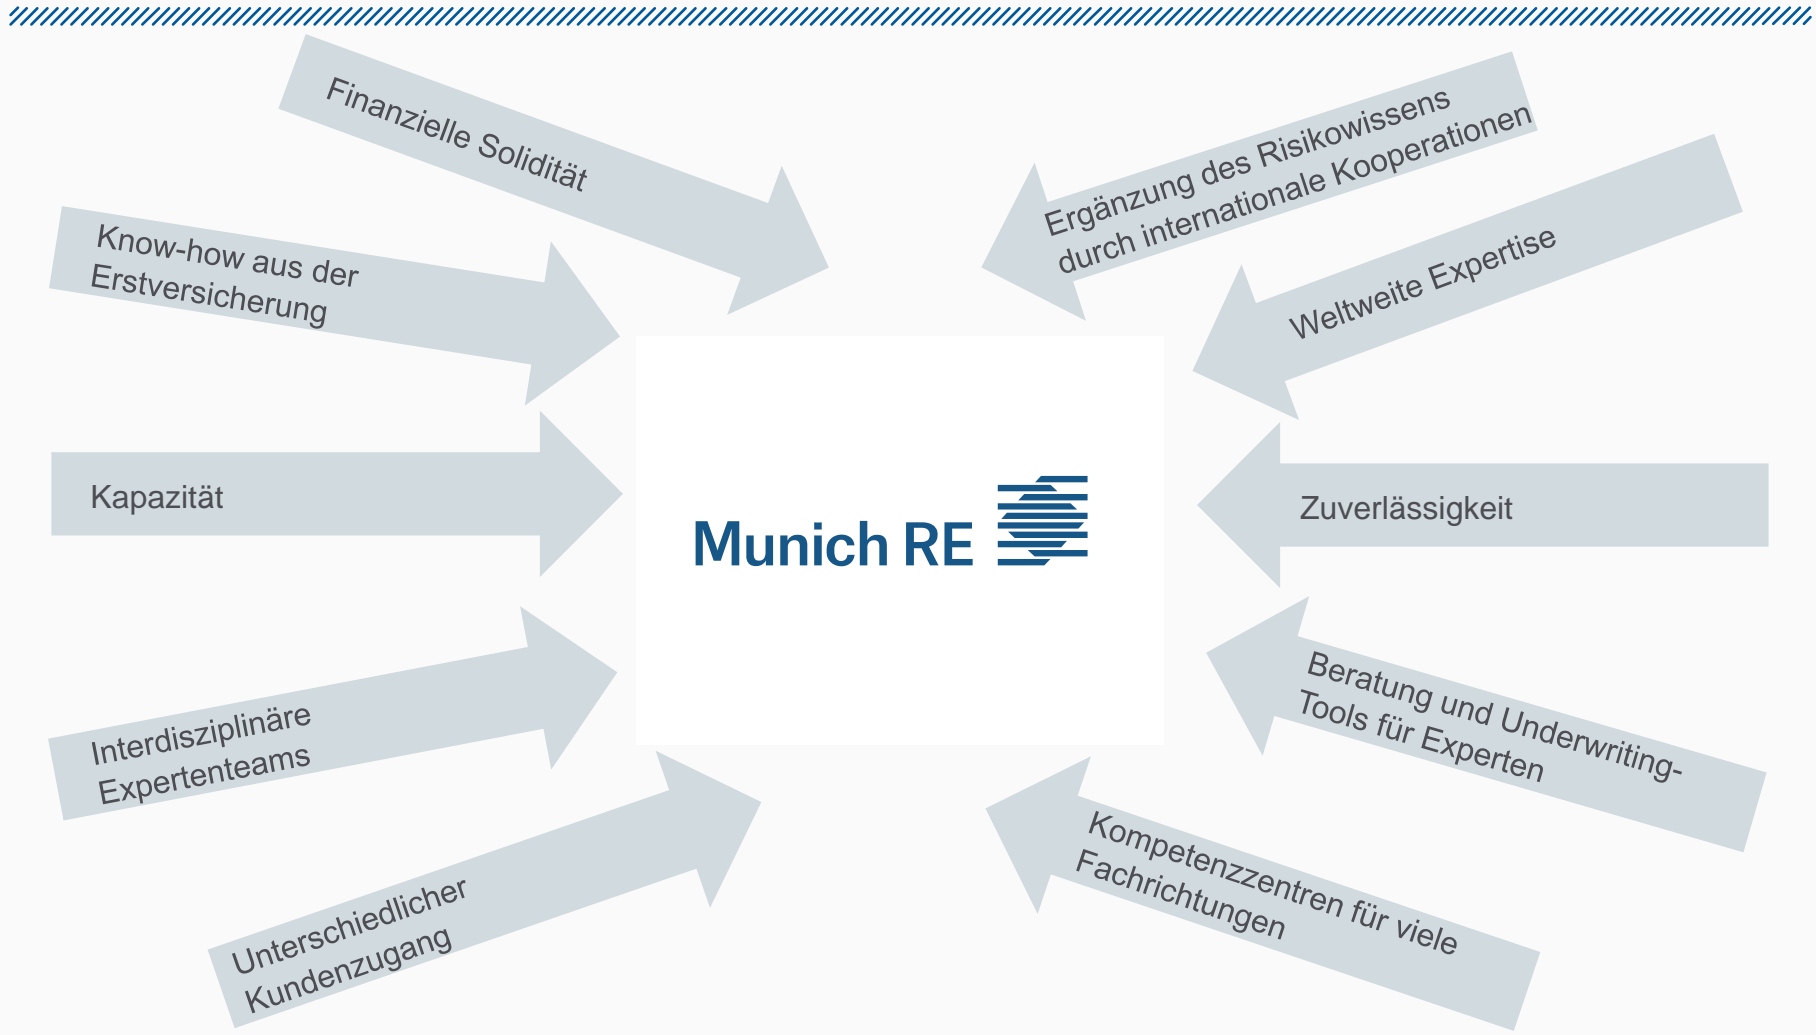 Finanzielle Solidität
Know-how aus der
Erstversicherung
Kapazität
Interdisziplinäre
Expertenteams
Unterschiedlicher
Kundenzugang
Munich RE
Ergänzung des Risikowissens
durch internationale Kooperationen
Weltweite Expertise
Zuverlässigkeit
Beratung und Underwriting-
Tools für Experten
Kompetenzzentren für viele
Fachrichtungen